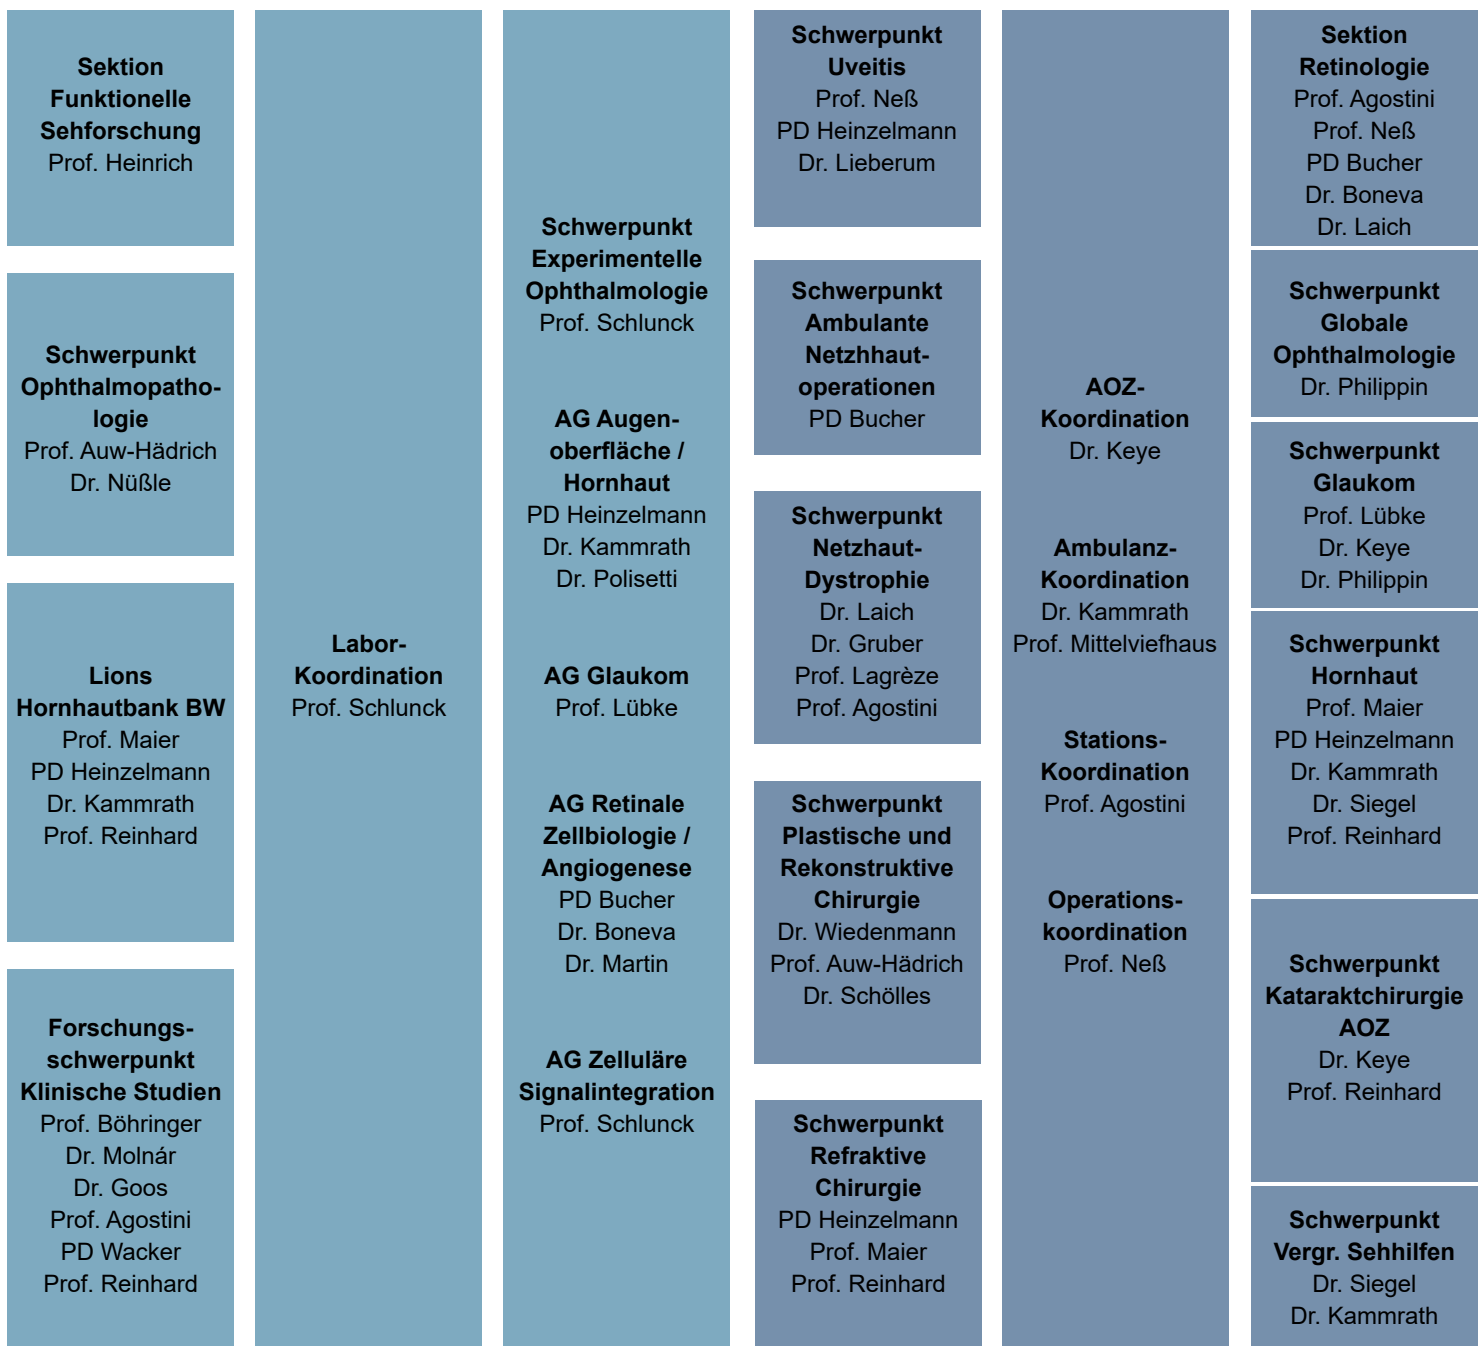 Sektion
Funktionelle
Sehforschung
Prof. Heinrich
Schwerpunkt
Ophthalmopatho-
logie
Prof. Auw-Hädrich
Dr. Nüßle
Lions
Hornhautbank BW
Prof. Maier
PD Heinzelmann
Dr. Kammrath
Prof. Reinhard
Forschungs-
schwerpunkt
Klinische Studien
Prof. Böhringer
Dr. Molnár
Dr. Goos
Prof. Agostini
PD Wacker
Prof. Reinhard
Labor-
Koordination
Prof. Schlunck
Schwerpunkt
Experimentelle
Ophthalmologie
Prof. Schlunck
AG Augen-
oberfläche /
Hornhaut
PD Heinzelmann
Dr. Kammrath
Dr. Polisetti
AG Glaukom
Prof. Lübke
AG Retinale
Zellbiologie /
Angiogenese
PD Bucher
Dr. Boneva
Dr. Martin
AG Zelluläre
Signalintegration
Prof. Schlunck
Schwerpunkt
Uveitis
Prof. Neß
PD Heinzelmann
Dr. Lieberum
Schwerpunkt
Ambulante
Netzhhaut-
operationen
PD Bucher
Schwerpunkt
Netzhaut-
Dystrophie
Dr. Laich
Dr. Gruber
Prof. Lagrèze
Prof. Agostini
Schwerpunkt
Plastische und
Rekonstruktive
Chirurgie
Dr. Wiedenmann
Prof. Auw-Hädrich
Dr. Schölles
Schwerpunkt
Refraktive
Chirurgie
PD Heinzelmann
Prof. Maier
Prof. Reinhard
AOZ-
Koordination
Dr. Keye
Ambulanz-
Koordination
Dr. Kammrath
Prof. Mittelviefhaus
Stations-
Koordination
Prof. Agostini
Operations-
koordination
Prof. Neß
Sektion
Retinologie
Prof. Agostini
Prof. Neß
PD Bucher
Dr. Boneva
Dr. Laich
Schwerpunkt
Globale
Ophthalmologie
Dr. Philippin
Schwerpunkt
Glaukom
Prof. Lübke
Dr. Keye
Dr. Philippin
Schwerpunkt
Hornhaut
Prof. Maier
PD Heinzelmann
Dr. Kammrath
Dr. Siegel
Prof. Reinhard
Schwerpunkt
Kataraktchirurgie
AOZ
Dr. Keye
Prof. Reinhard
Schwerpunkt
Vergr. Sehhilfen
Dr. Siegel
Dr. Kammrath